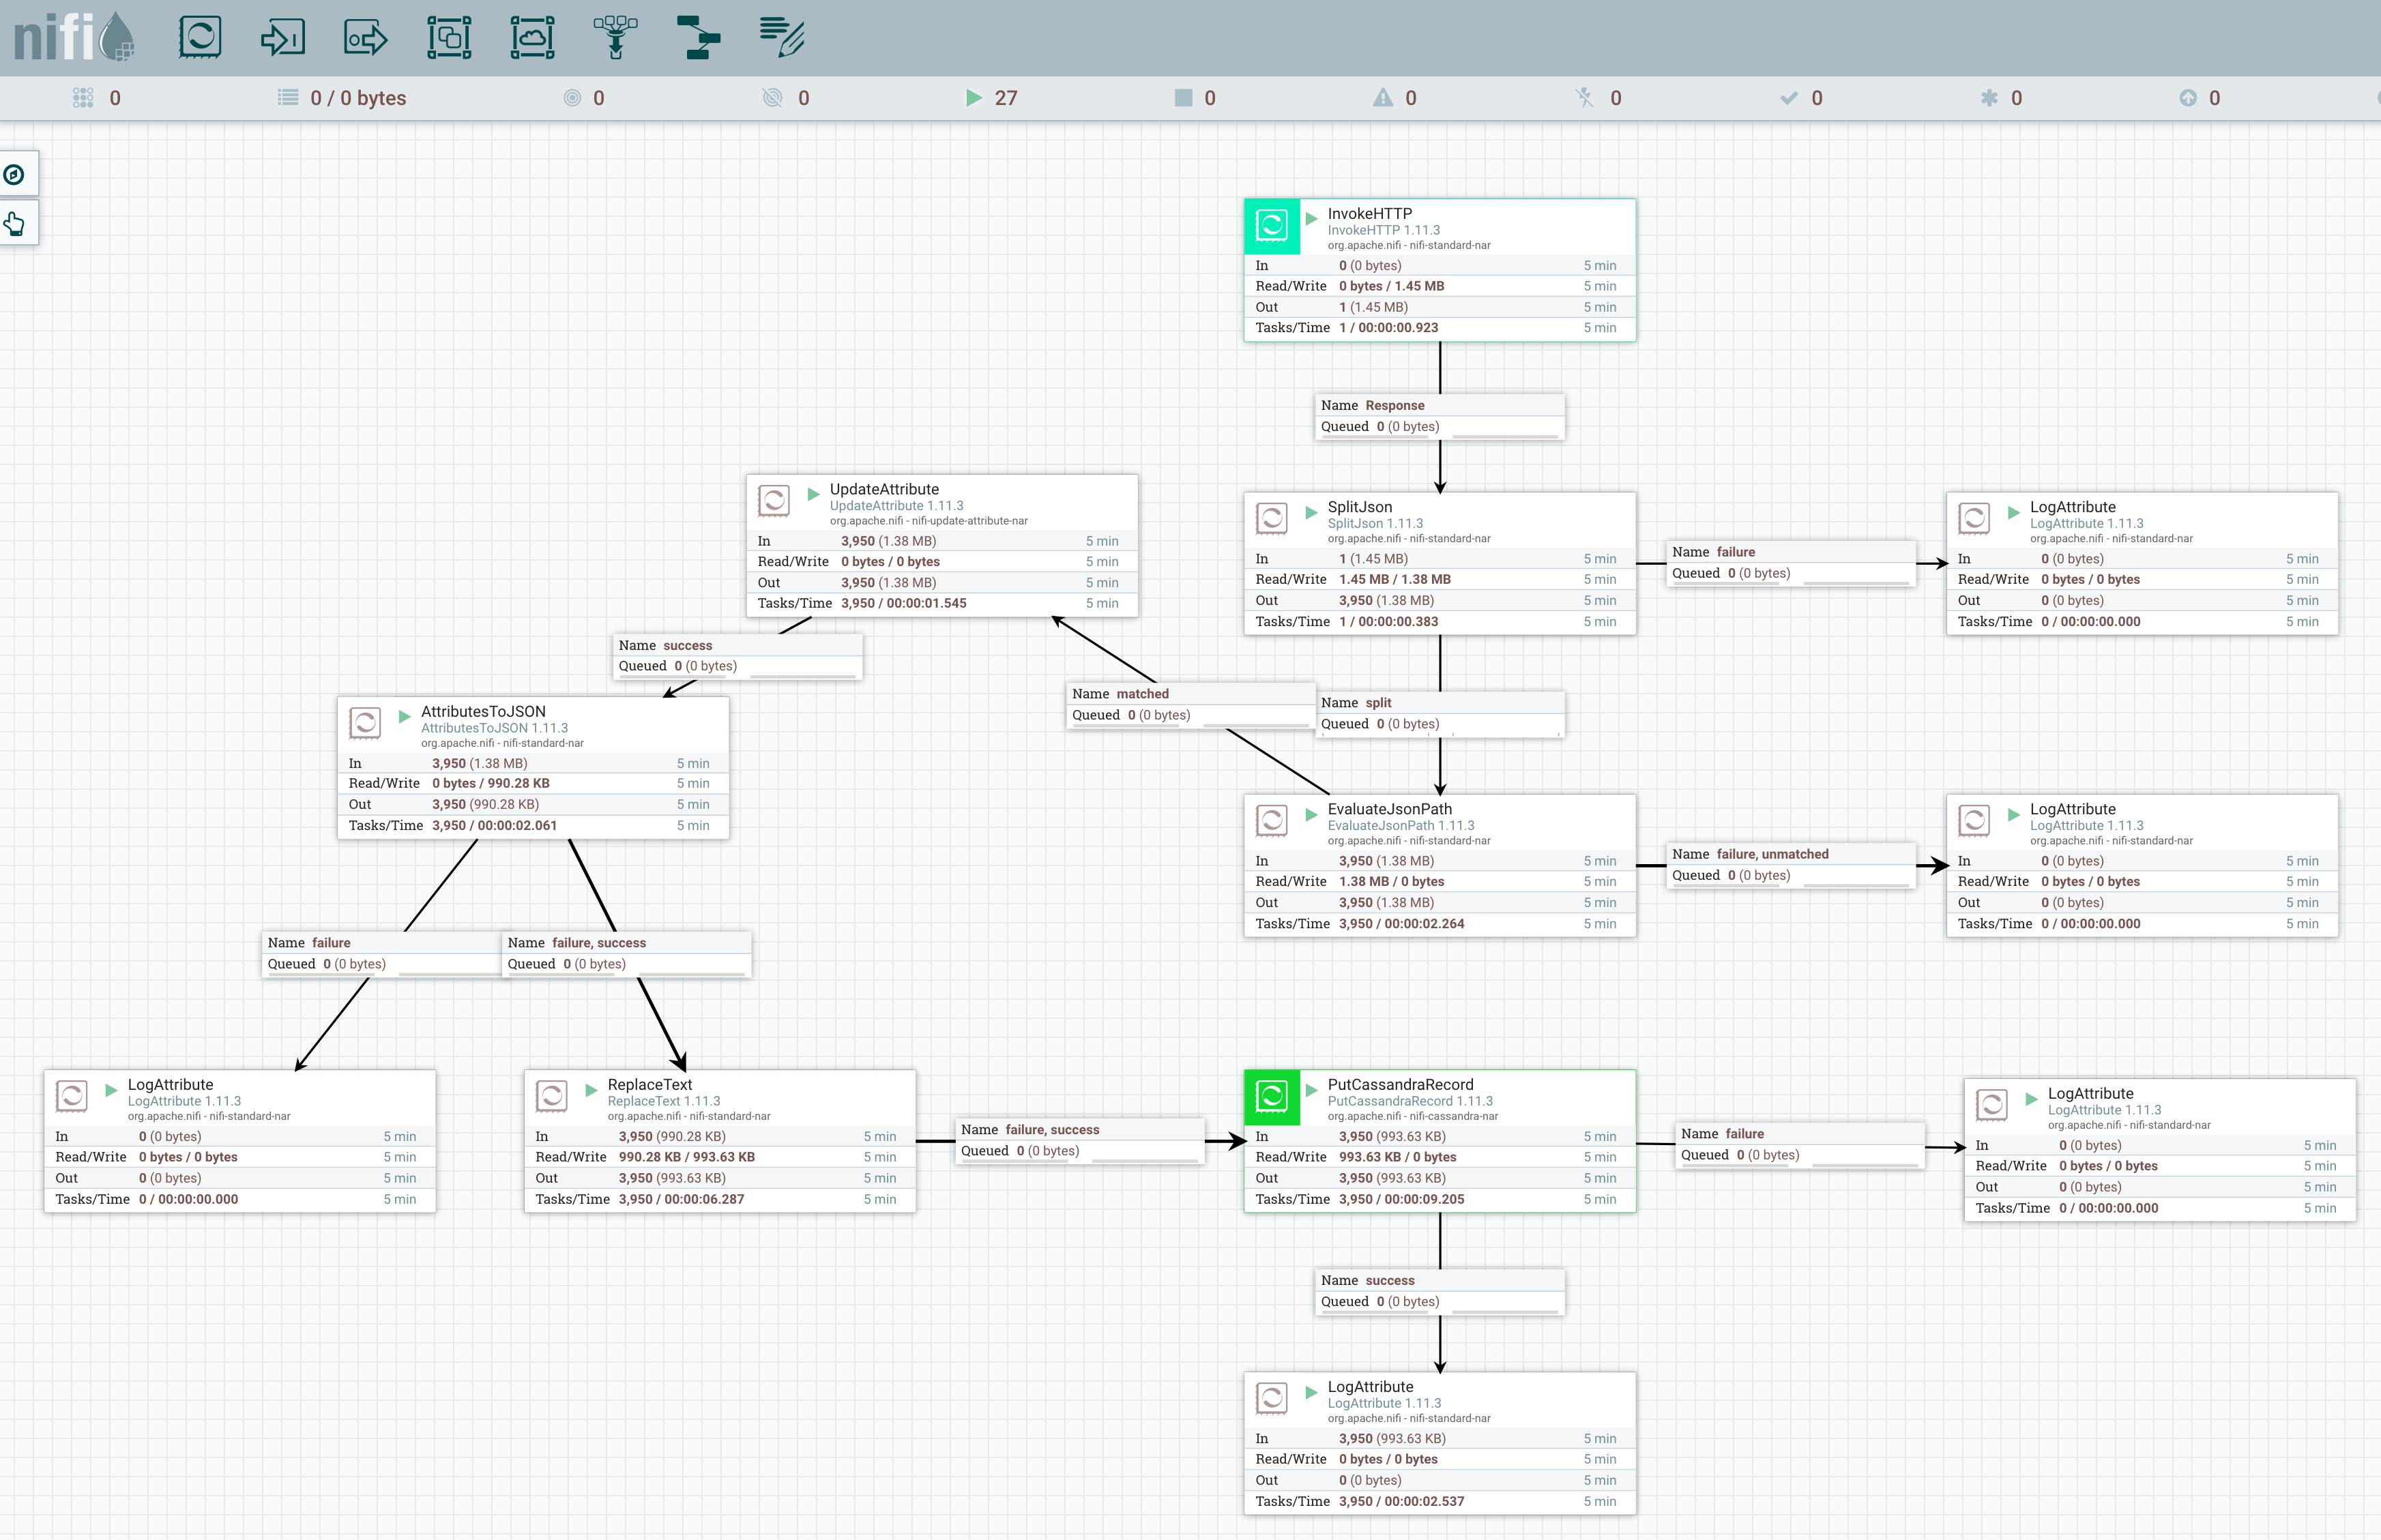 nifi
0
0 / 0 bytes
0
0
27
0
0
0
0
0
0
InvokeHTTP
InvokeHTTP 1.11.3
org.apache.nifi - nifi-standard-nar
In 0 (0 bytes) 5 min
Read/Write 0 bytes / 1.45 MB 5 min
Out 1 (1.45 MB) 5 min
Tasks/Time 1 / 00:00:00.923 5 min
Name Response
Queued 0 (0 bytes)
UpdateAttribute
UpdateAttribute 1.11.3
org.apache.nifi - nifi-update-attribute-nar
In 3,950 (1.38 MB) 5 min
Read/Write 0 bytes / 0 bytes 5 min
Out 3,950 (1.38 MB) 5 min
Tasks/Time 3,950 / 00:00:01.545 5 min
SplitJson
SplitJson 1.11.3
org.apache.nifi - nifi-standard-nar
In 1 (1.45 MB) 5 min
Read/Write 1.45 MB / 1.38 MB 5 min
Out 3,950 (1.38 MB) 5 min
Tasks/Time 1 / 00:00:00.383 5 min
Name failure
Queued 0 (0 bytes)
LogAttribute
LogAttribute 1.11.3
org.apache.nifi - nifi-standard-nar
In 0 (0 bytes) 5 min
Read/Write 0 bytes / 0 bytes 5 min
Out 0 (0 bytes) 5 min
Tasks/Time 0 / 00:00:00.000 5 min
Name success
Queued 0 (0 bytes)
Name matched
Queued 0 (0 bytes)
Name split
Queued 0 (0 bytes)
AttributesToJSON
AttributesToJSON 1.11.3
org.apache.nifi - nifi-standard-nar
In 3,950 (1.38 MB) 5 min
Read/Write 0 bytes / 990.28 KB 5 min
Out 3,950 (990.28 KB) 5 min
Tasks/Time 3,950 / 00:00:02.061 5 min
EvaluateJsonPath
EvaluateJsonPath 1.11.3
org.apache.nifi - nifi-standard-nar
In 3,950 (1.38 MB) 5 min
Read/Write 1.38 MB / 0 bytes 5 min
Out 3,950 (1.38 MB) 5 min
Tasks/Time 3,950 / 00:00:02.264 5 min
Name failure, unmatched
Queued 0 (0 bytes)
LogAttribute
LogAttribute 1.11.3
org.apache.nifi - nifi-standard-nar
In 0 (0 bytes) 5 min
Read/Write 0 bytes / 0 bytes 5 min
Out 0 (0 bytes) 5 min
Tasks/Time 0 / 00:00:00.000 5 min
Name failure
Queued 0 (0 bytes)
Name failure, success
Queued 0 (0 bytes)
LogAttribute
LogAttribute 1.11.3
org.apache.nifi - nifi-standard-nar
In 0 (0 bytes) 5 min
Read/Write 0 bytes / 0 bytes 5 min
Out 0 (0 bytes) 5 min
Tasks/Time 0 / 00:00:00.000 5 min
ReplaceText
ReplaceText 1.11.3
org.apache.nifi - nifi-standard-nar
In 3,950 (990.28 KB) 5 min
Read/Write 990.28 KB / 993.63 KB 5 min
Out 3,950 (993.63 KB) 5 min
Tasks/Time 3,950 / 00:00:06.287 5 min
Name failure, success
Queued 0 (0 bytes)
PutCassandraRecord
PutCassandraRecord 1.11.3
org.apache.nifi - nifi-cassandra-nar
In 3,950 (993.63 KB) 5 min
Read/Write 993.63 KB / 0 bytes 5 min
Out 3,950 (993.63 KB) 5 min
Tasks/Time 3,950 / 00:00:09.205 5 min
Name failure
Queued 0 (0 bytes)
LogAttribute
LogAttribute 1.11.3
org.apache.nifi - nifi-standard-nar
In 0 (0 bytes) 5 min
Read/Write 0 bytes / 0 bytes 5 min
Out 0 (0 bytes) 5 min
Tasks/Time 0 / 00:00:00.000 5 min
Name success
Queued 0 (0 bytes)
LogAttribute
LogAttribute 1.11.3
org.apache.nifi - nifi-standard-nar
In 3,950 (993.63 KB) 5 min
Read/Write 0 bytes / 0 bytes 5 min
Out 0 (0 bytes) 5 min
Tasks/Time 3,950 / 00:00:02.537 5 min